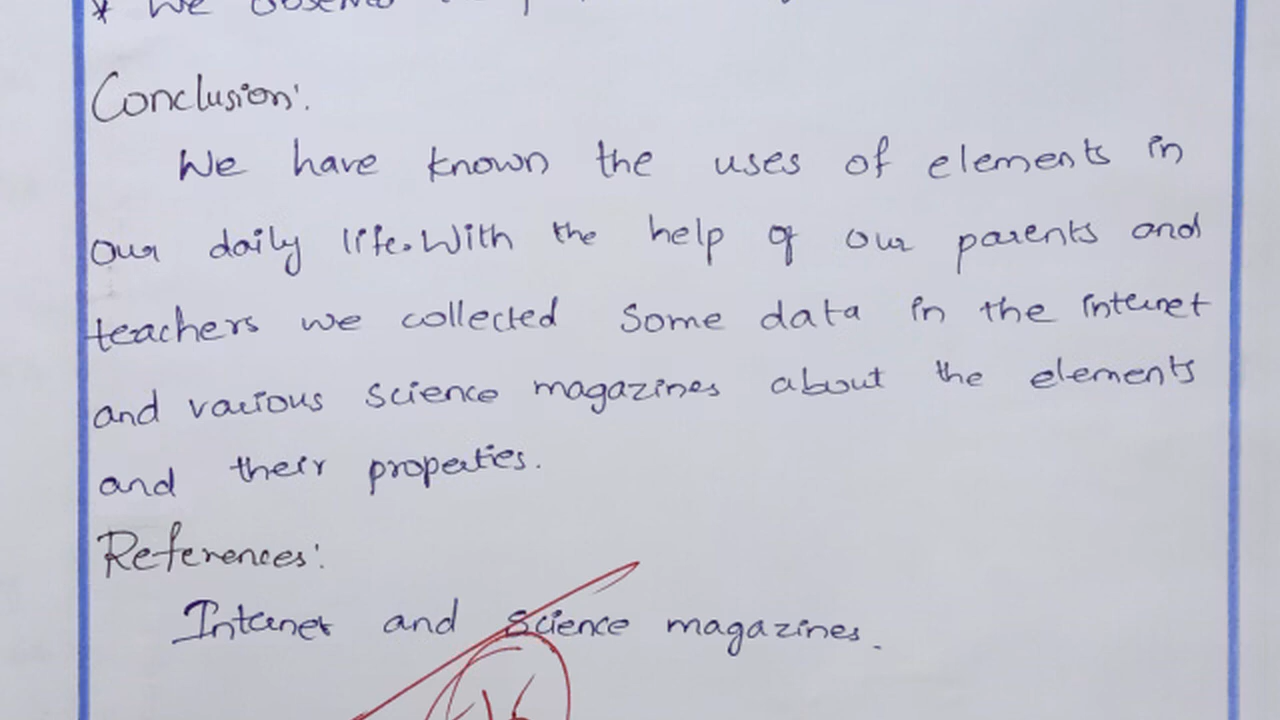 * We
Conclusion:
We have known the uses of elements in
our daily life. With the help of our parents and
teachers we collected Some data in the internet
and various science magazines about the elements
and their properties.
References:
Internet and science magazines.